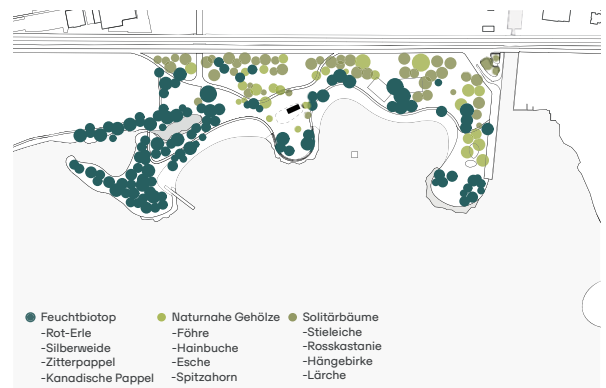 Feuchtbiotop
-Rot-Erle
-Silberweide
-Zitterpappel
-Kanadische Pappel
Naturnahe Gehölze
-Föhre
-Hainbuche
-Esche
-Spitzahorn
Solitärbäume
-Stieleiche
-Rosskastanie
-Hängebirke
-Lärche